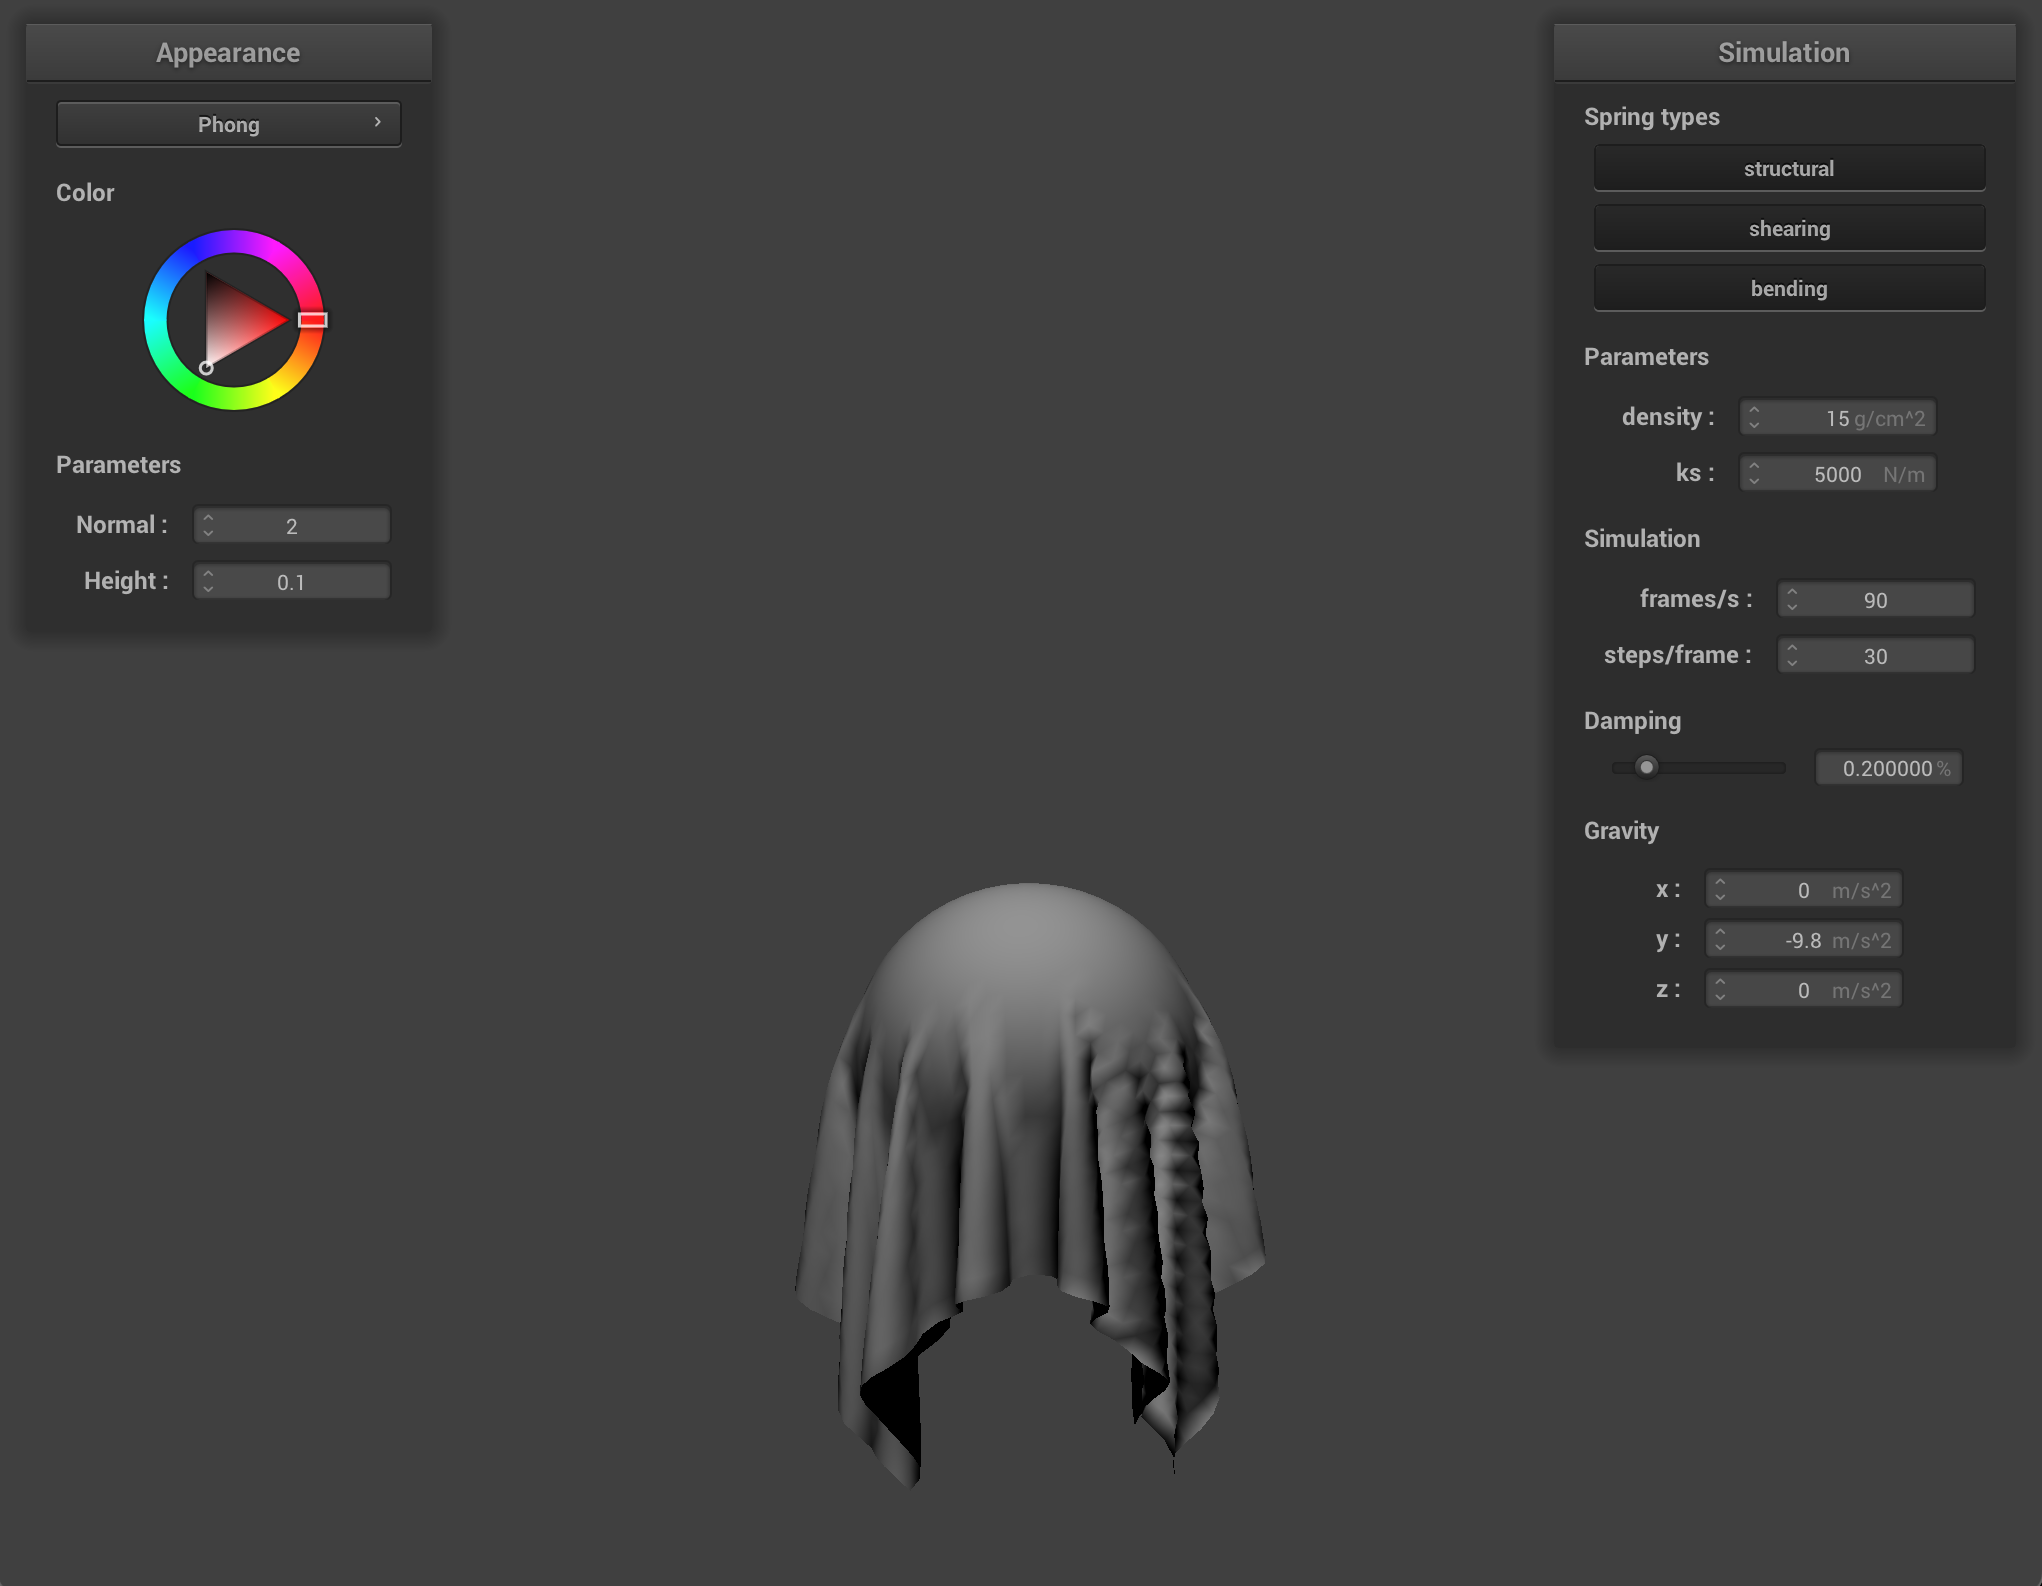 Appearance
Phong
Color
Parameters
Normal : 2
Height : 0.1
Simulation
Spring types
structural
shearing
bending
Parameters
density : 15 g/cm^2
ks : 5000 N/m
Simulation
frames/s : 90
steps/frame : 30
Damping
0.200000 %
Gravity
x : 0 m/s^2
y : -9.8 m/s^2
z : 0 m/s^2